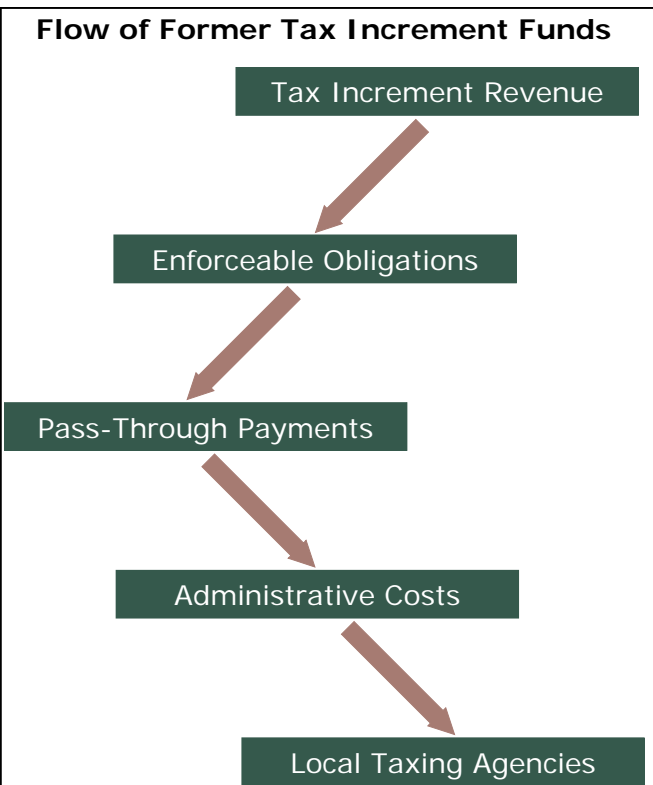 Flow of Former Tax Increment Funds
Tax Increment Revenue
Enforceable Obligations
Pass-Through Payments
Administrative Costs
Local Taxing Agencies